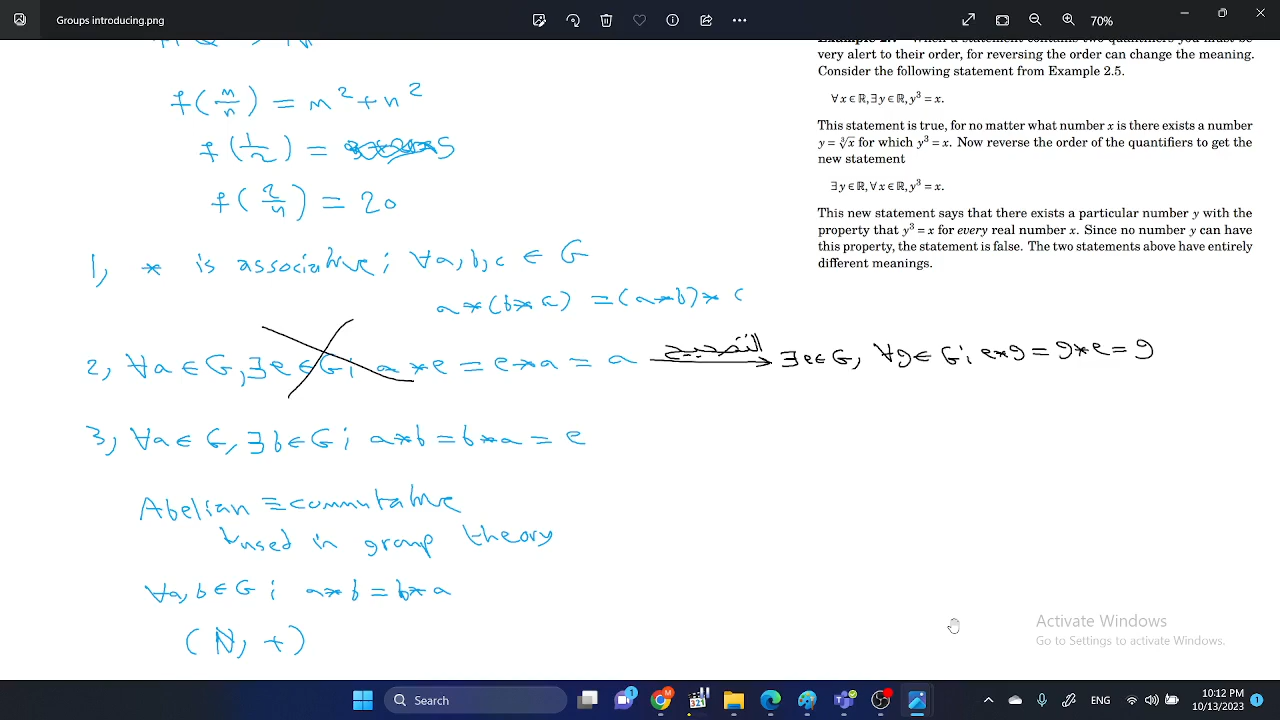 Groups introducing.png
70%
f(m/n) = m² + n²
f(1/2) = 5
f(2/4) = 20
1, * is associative; ∀a,b,c ∈ G
a*(b*c) = (a*b)* c
2, ∀a ∈ G, ∃e ∈ G; a*e = e*a = a التصحيح ∃e∈G, ∀g∈G; e*g = g*e = g
3, ∀a ∈ G, ∃b∈G; a*b = b*a = e
Abelian ≡ commutative
used in group theory
∀a,b ∈ G; a*b = b*a
(ℕ, +)
very alert to their order, for reversing the order can change the meaning.
Consider the following statement from Example 2.5.
∀x∈ℝ,∃y∈ℝ, y³ = x.
This statement is true, for no matter what number x is there exists a number
y = ∛x for which y³ = x. Now reverse the order of the quantifiers to get the
new statement
∃y∈ℝ,∀x∈ℝ, y³ = x.
This new statement says that there exists a particular number y with the
property that y³ = x for every real number x. Since no number y can have
this property, the statement is false. The two statements above have entirely
different meanings.
Activate Windows
Go to Settings to activate Windows.
Search
ENG
10:12 PM
10/13/2023